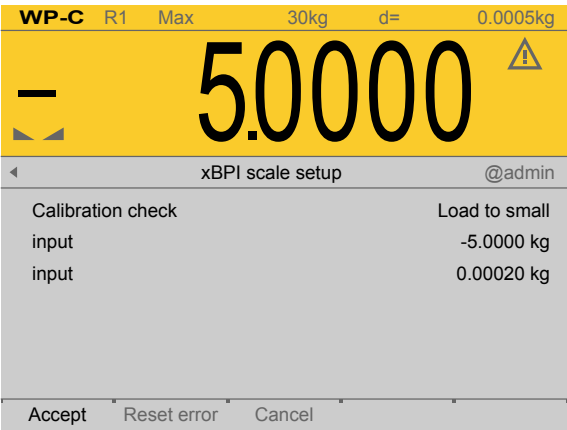 WP-C R1 Max 30kg d= 0.0005kg
– 5.0000
xBPI scale setup @admin
Calibration check Load to small
input -5.0000 kg
input 0.00020 kg
Accept Reset error Cancel